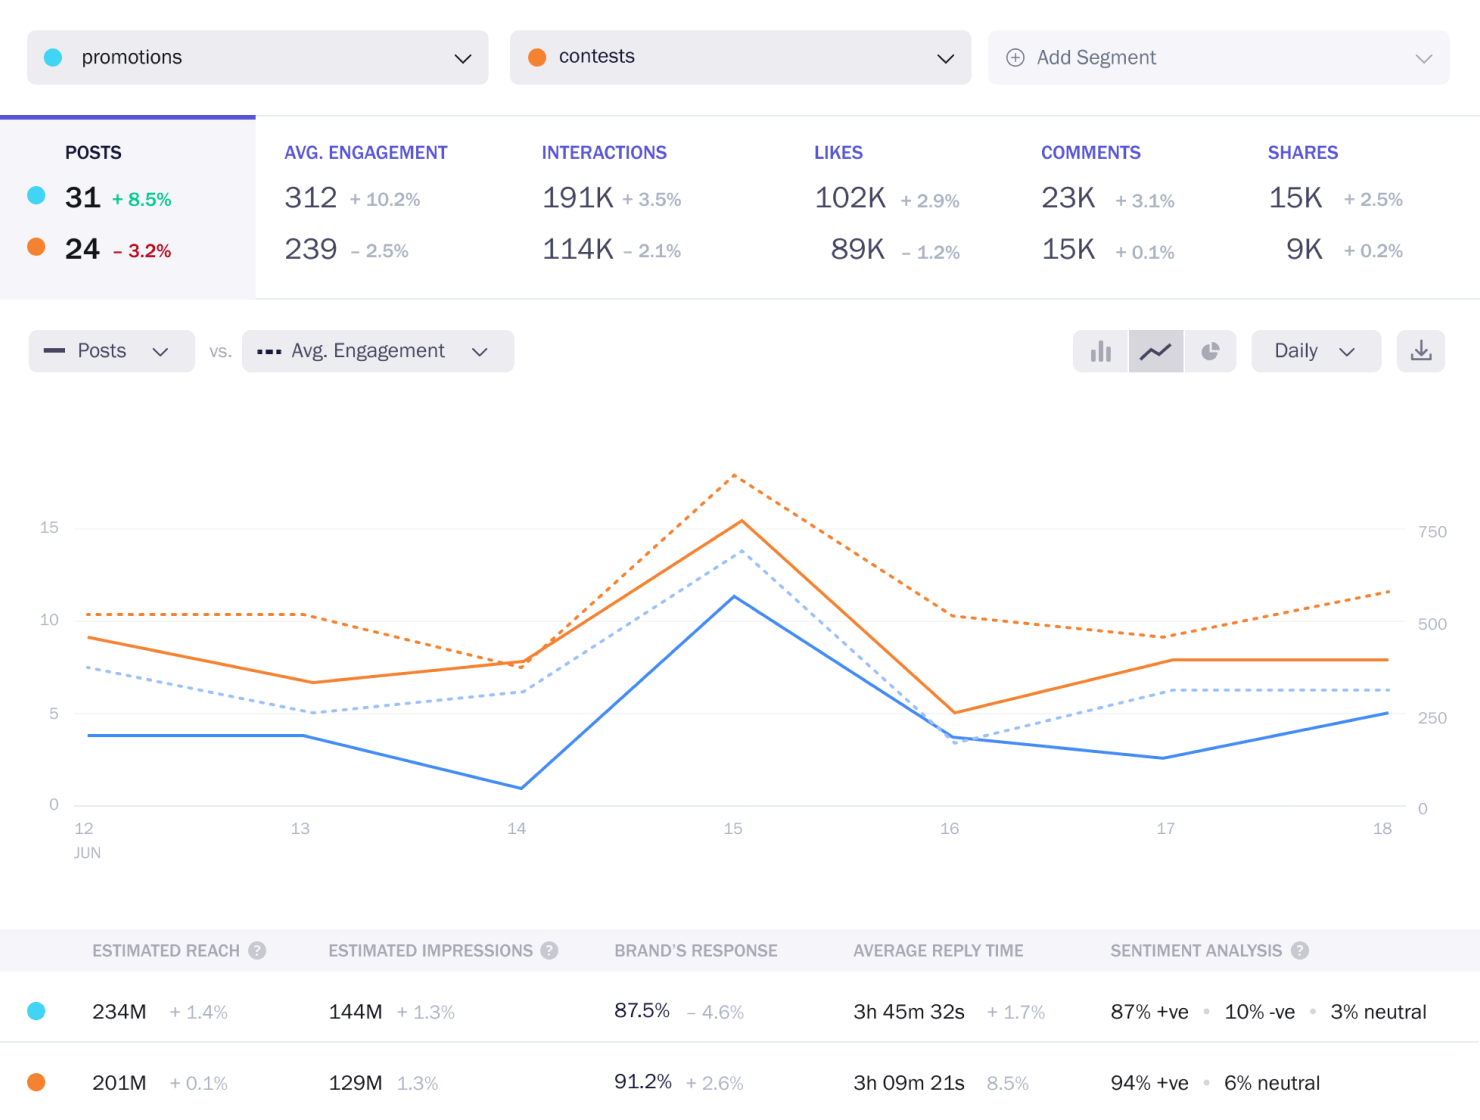 promotions
contests
Add Segment
POSTS
31 + 8.5%
24 – 3.2%
AVG. ENGAGEMENT
312 + 10.2%
239 – 2.5%
INTERACTIONS
191K + 3.5%
114K – 2.1%
LIKES
102K + 2.9%
89K – 1.2%
COMMENTS
23K + 3.1%
15K + 0.1%
SHARES
15K + 2.5%
9K + 0.2%
Posts vs. Avg. Engagement
Daily
15 750
10 500
5 250
0 0
12 13 14 15 16 17 18
JUN
ESTIMATED REACH ? ESTIMATED IMPRESSIONS ? BRAND’S RESPONSE AVERAGE REPLY TIME SENTIMENT ANALYSIS ?
234M + 1.4% 144M + 1.3% 87.5% – 4.6% 3h 45m 32s + 1.7% 87% +ve • 10% -ve • 3% neutral
201M + 0.1% 129M 1.3% 91.2% + 2.6% 3h 09m 21s 8.5% 94% +ve • 6% neutral